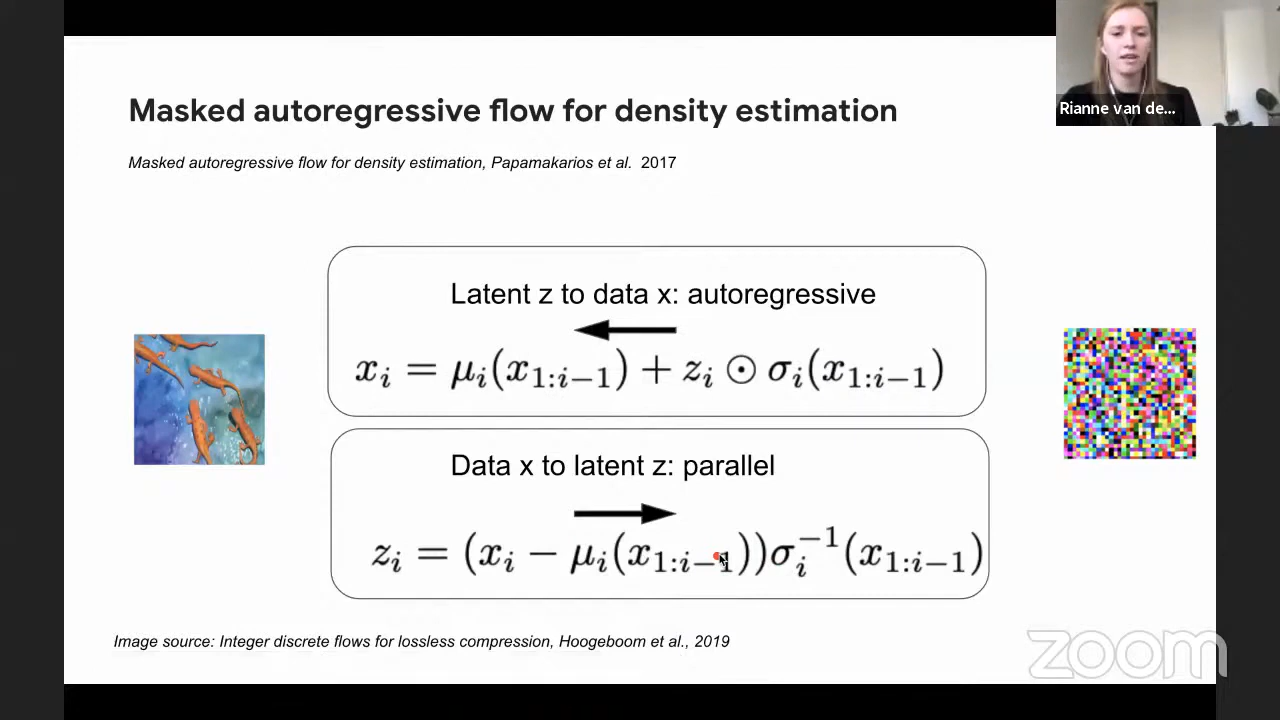 Masked autoregressive flow for density estimation
Rianne van de...
Masked autoregressive flow for density estimation, Papamakarios et al. 2017
Latent z to data x: autoregressive
xᵢ = μᵢ(x₁:ᵢ₋₁) + zᵢ ⊙ σᵢ(x₁:ᵢ₋₁)
Data x to latent z: parallel
zᵢ = (xᵢ − μᵢ(x₁:ᵢ₋₁))σᵢ⁻¹(x₁:ᵢ₋₁)
Image source: Integer discrete flows for lossless compression, Hoogeboom et al., 2019
zoom